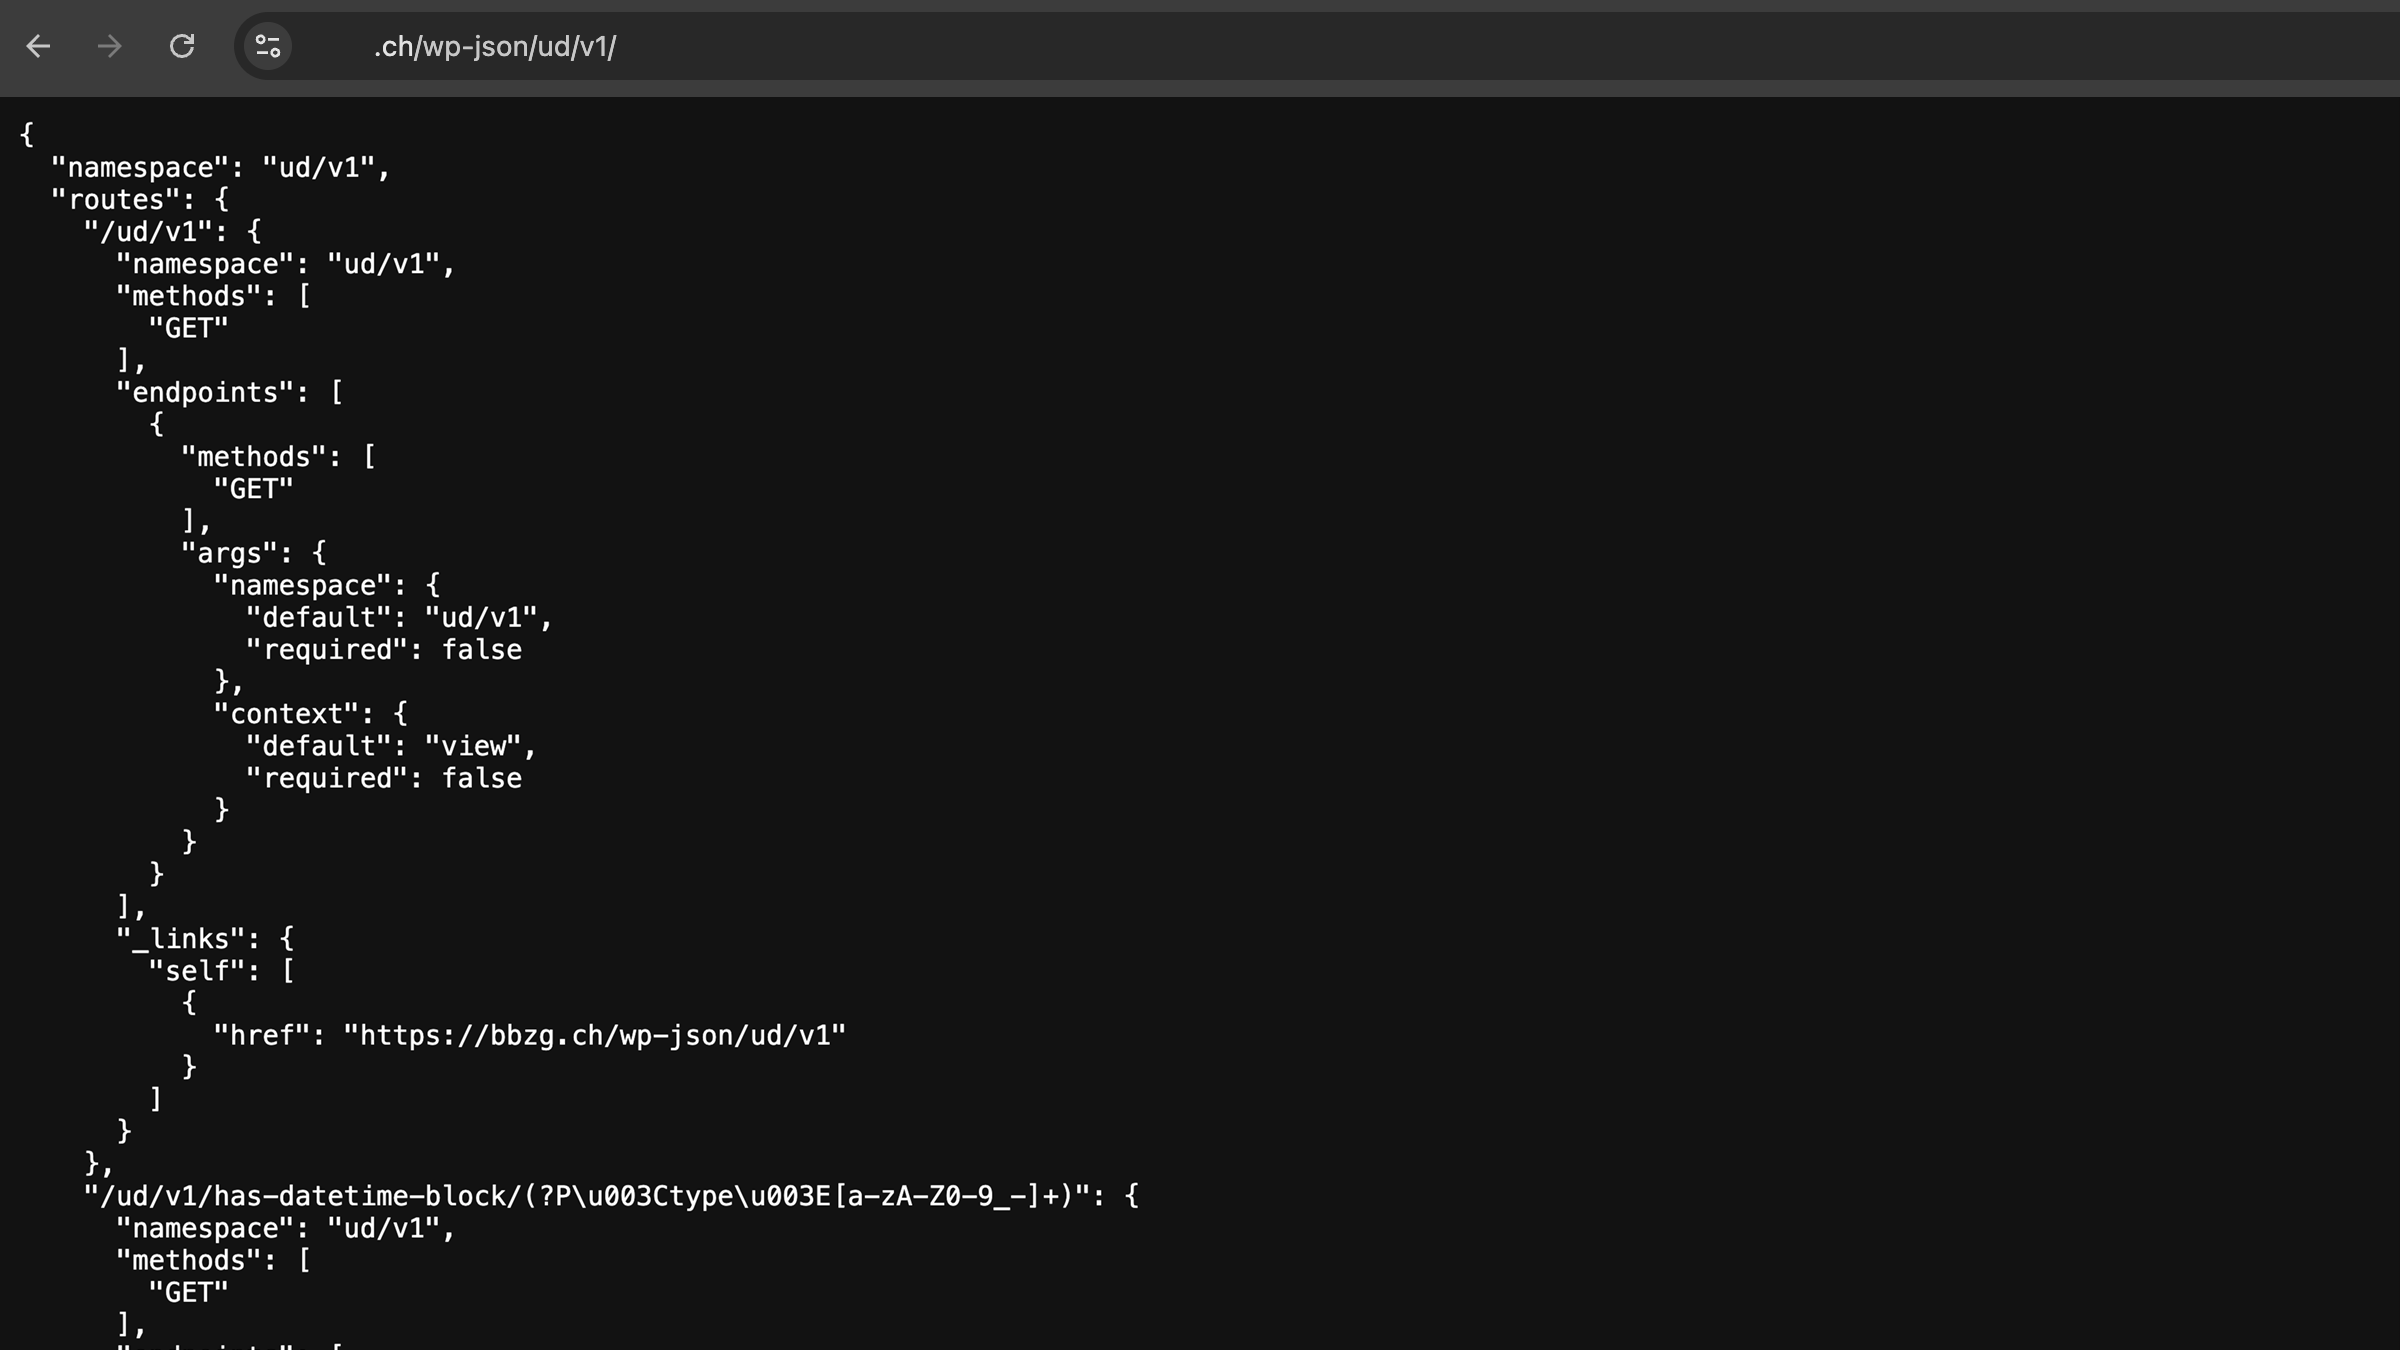 .ch/wp-json/ud/v1/
{
  "namespace": "ud/v1",
  "routes": {
    "/ud/v1": {
      "namespace": "ud/v1",
      "methods": [
        "GET"
      ],
      "endpoints": [
        {
          "methods": [
            "GET"
          ],
          "args": {
            "namespace": {
              "default": "ud/v1",
              "required": false
            },
            "context": {
              "default": "view",
              "required": false
            }
          }
        }
      ],
      "_links": {
        "self": [
          {
            "href": "https://bbzg.ch/wp-json/ud/v1"
          }
        ]
      }
    },
    "/ud/v1/has-datetime-block/(?P\u003Ctype\u003E[a-zA-Z0-9_-]+)": {
      "namespace": "ud/v1",
      "methods": [
        "GET"
      ],